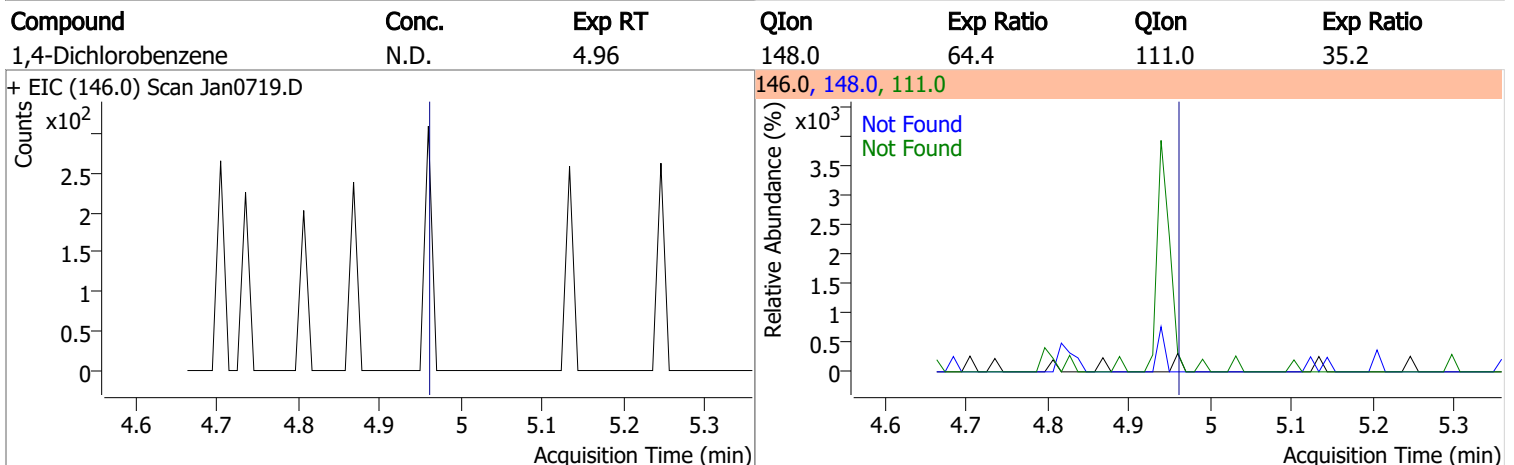 Compound Conc. Exp RT QIon Exp Ratio QIon Exp Ratio
1,4-Dichlorobenzene N.D. 4.96 148.0 64.4 111.0 35.2
+ EIC (146.0) Scan Jan0719.D
Counts
x10²
2.5
2
1.5
1
0.5
0
4.6 4.7 4.8 4.9 5 5.1 5.2 5.3
Acquisition Time (min)
146.0, 148.0, 111.0
Relative Abundance (%)
x10³
Not Found
Not Found
3.5
3
2.5
2
1.5
1
0.5
0
4.6 4.7 4.8 4.9 5 5.1 5.2 5.3
Acquisition Time (min)